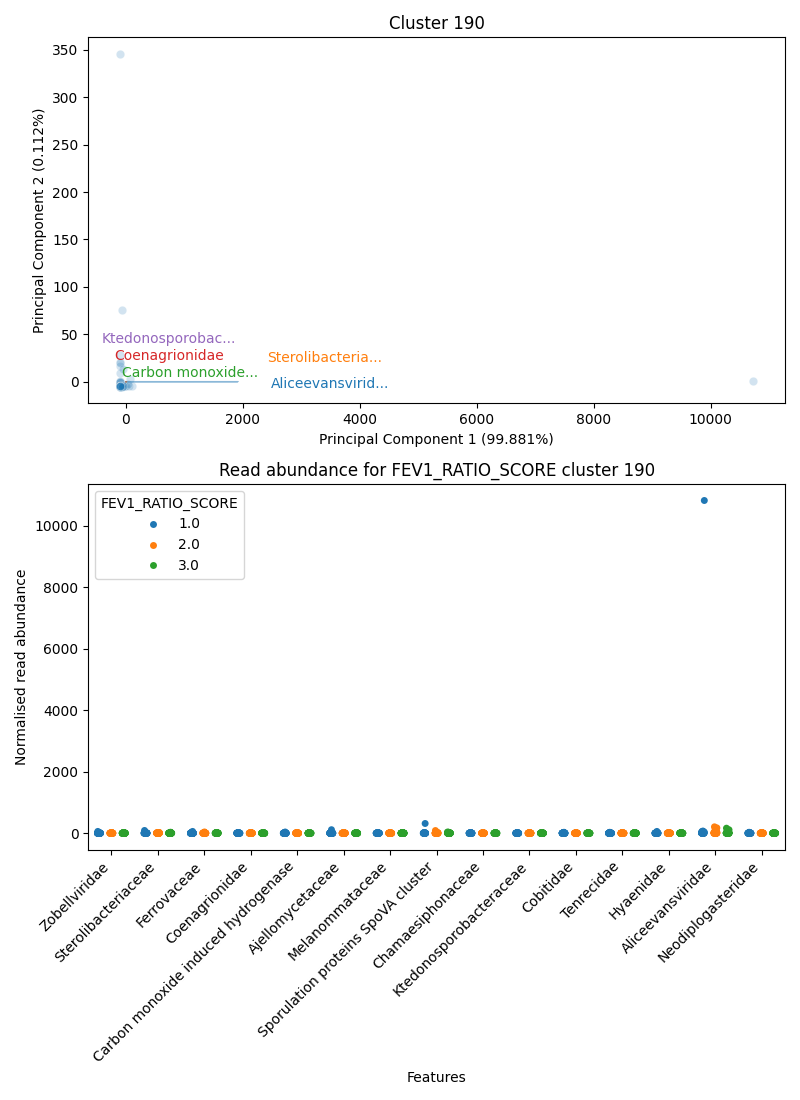 Cluster 190
Principal Component 2 (0.112%)
350
300
250
200
150
100
50
0
Ktedonosporobac...
Coenagrionidae
Sterolibacteria...
Carbon monoxide...
Aliceevansvirid...
0 2000 4000 6000 8000 10000
Principal Component 1 (99.881%)
Read abundance for FEV1_RATIO_SCORE cluster 190
Normalised read abundance
10000
8000
6000
4000
2000
0
FEV1_RATIO_SCORE
1.0
2.0
3.0
Zobellviridae
Sterolibacteriaceae
Ferrovaceae
Coenagrionidae
Carbon monoxide induced hydrogenase
Ajellomycetaceae
Melanommataceae
Sporulation proteins SpoVA cluster
Chamaesiphonaceae
Ktedonosporobacteraceae
Cobitidae
Tenrecidae
Hyaenidae
Aliceevansviridae
Neodiplogasteridae
Features